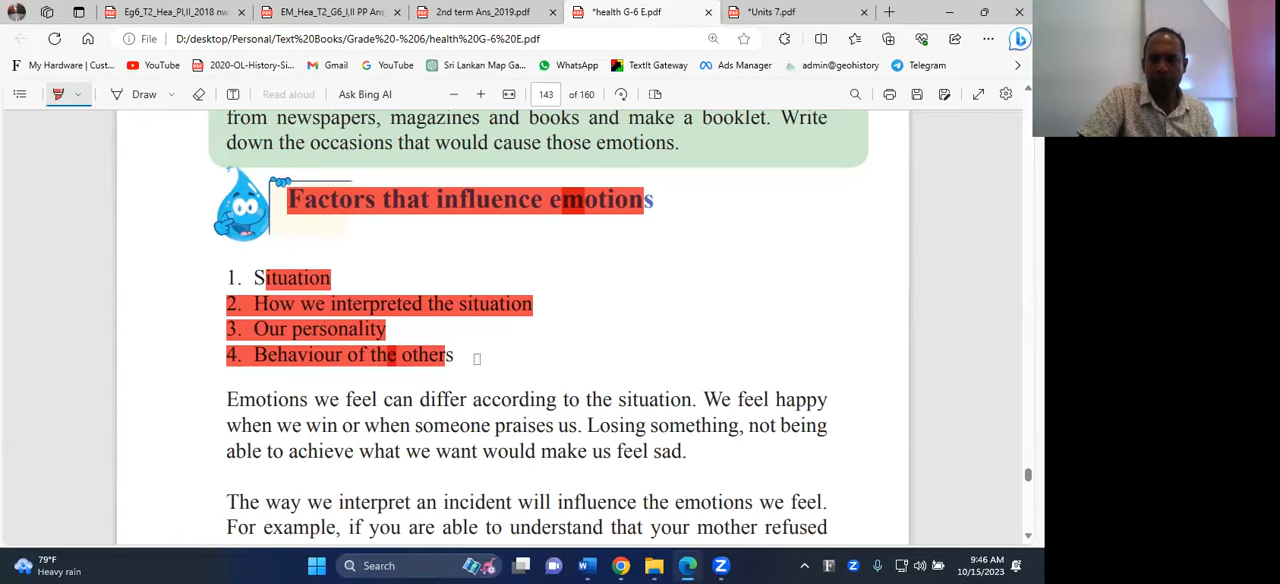 Eg6_T2_Hea_PI,II_2018 nw.
EM_Hea_T2_G6_I,II PP Ans
2nd term Ans_2019.pdf
*health G-6 E.pdf
*Units 7.pdf
File
D:/desktop/Personal/Text%20Books/Grade%20-%206/health%20G-6%20E.pdf
My Hardware | Cust...
YouTube
2020-OL-History-Si...
Gmail
YouTube
Sri Lankan Map Ga...
WhatsApp
TextIt Gateway
Ads Manager
admin@geohistory
Telegram
Draw
Read aloud
Ask Bing AI
143 of 160
from newspapers, magazines and books and make a booklet. Write
down the occasions that would cause those emotions.
Factors that influence emotions
1. Situation
2. How we interpreted the situation
3. Our personality
4. Behaviour of the others
Emotions we feel can differ according to the situation. We feel happy
when we win or when someone praises us. Losing something, not being
able to achieve what we want would make us feel sad.
The way we interpret an incident will influence the emotions we feel.
For example, if you are able to understand that your mother refused
79°F
Heavy rain
Search
9:46 AM
10/15/2023